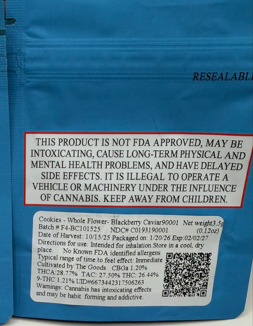 RESEALABL
THIS PRODUCT IS NOT FDA APPROVED, MAY BE
INTOXICATING, CAUSE LONG-TERM PHYSICAL AND
MENTAL HEALTH PROBLEMS, AND HAVE DELAYED
SIDE EFFECTS. IT IS ILLEGAL TO OPERATE A
VEHICLE OR MACHINERY UNDER THE INFLUENCE
OF CANNABIS. KEEP AWAY FROM CHILDREN.
Cookies - Whole Flower- Blackberry Caviar90001 Net weight3.5g
Batch# F4-BC101525 NDC# C0193190001 (0.12oz)
Date of Harvest: 10/15/25 Packaged on 1/20/26 Exp:02/02/27
Directions for use: Intended for inhalation Store in a cool, dry
place. No Known FDA identified allergens
Typical range of time to feel effect: Immediate
Cultivated by The Goods CBGa 1.20%
THCA:28.77% TAC: 27.50% THC: 26.44%
9-THC 1.21% UID#6673442317506263
Warnings: Cannabis has intoxicating effects
and may be habit forming and addictive.